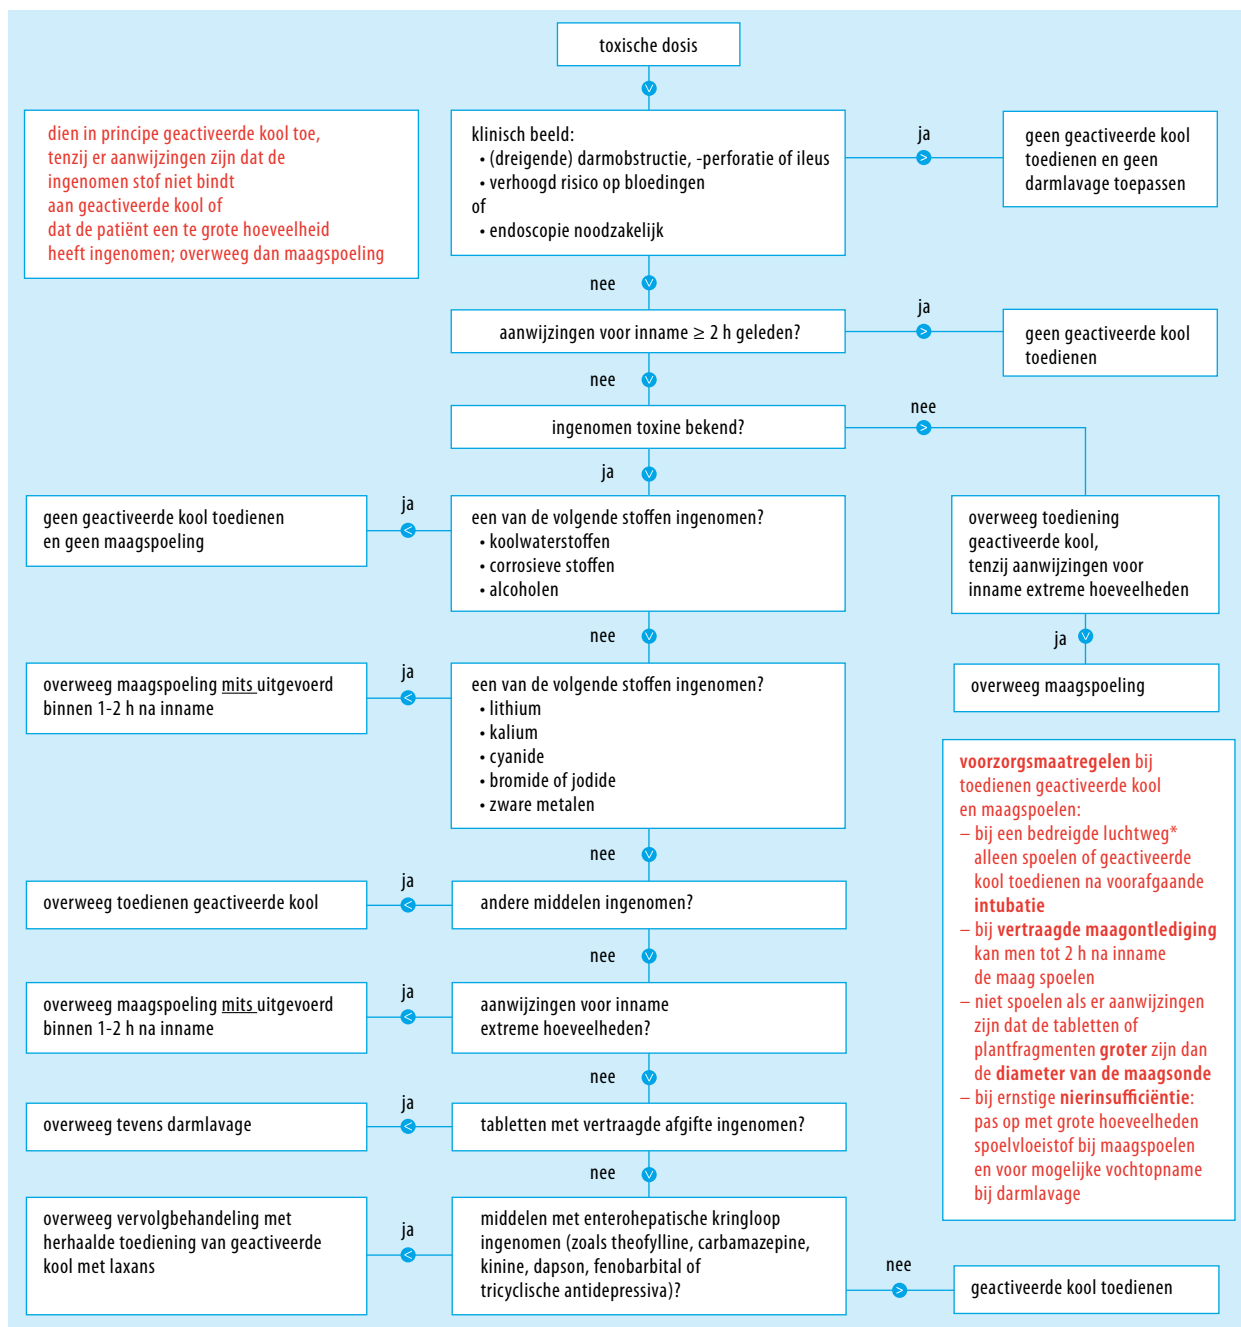 toxische dosis
dien in principe geactiveerde kool toe,
tenzij er aanwijzingen zijn dat de
ingenomen stof niet bindt
aan geactiveerde kool of
dat de patiënt een te grote hoeveelheid
heeft ingenomen; overweeg dan maagspoeling
klinisch beeld:
• (dreigende) darmobstructie, -perforatie of ileus
• verhoogd risico op bloedingen
of
• endoscopie noodzakelijk
ja
geen geactiveerde kool
toedienen en geen
darmlavage toepassen
nee
aanwijzingen voor inname ≥ 2 h geleden?
ja
geen geactiveerde kool
toedienen
nee
ingenomen toxine bekend?
nee
overweeg toediening
geactiveerde kool,
tenzij aanwijzingen voor
inname extreme hoeveelheden
ja
overweeg maagspoeling
ja
een van de volgende stoffen ingenomen?
• koolwaterstoffen
• corrosieve stoffen
• alcoholen
ja
geen geactiveerde kool toedienen
en geen maagspoeling
nee
een van de volgende stoffen ingenomen?
• lithium
• kalium
• cyanide
• bromide of jodide
• zware metalen
ja
overweeg maagspoeling mits uitgevoerd
binnen 1-2 h na inname
nee
andere middelen ingenomen?
ja
overweeg toedienen geactiveerde kool
nee
aanwijzingen voor inname
extreme hoeveelheden?
ja
overweeg maagspoeling mits uitgevoerd
binnen 1-2 h na inname
nee
tabletten met vertraagde afgifte ingenomen?
ja
overweeg tevens darmlavage
nee
middelen met enterohepatische kringloop
ingenomen (zoals theofylline, carbamazepine,
kinine, dapson, fenobarbital of
tricyclische antidepressiva)?
ja
overweeg vervolgbehandeling met
herhaalde toediening van geactiveerde
kool met laxans
nee
geactiveerde kool toedienen
voorzorgsmaatregelen bij
toedienen geactiveerde kool
en maagspoelen:
– bij een bedreigde luchtweg*
alleen spoelen of geactiveerde
kool toedienen na voorafgaande
intubatie
– bij vertraagde maagontlediging
kan men tot 2 h na inname
de maag spoelen
– niet spoelen als er aanwijzingen
zijn dat de tabletten of
plantfragmenten groter zijn dan
de diameter van de maagsonde
– bij ernstige nierinsufficiëntie:
pas op met grote hoeveelheden
spoelvloeistof bij maagspoelen
en voor mogelijke vochtopname
bij darmlavage